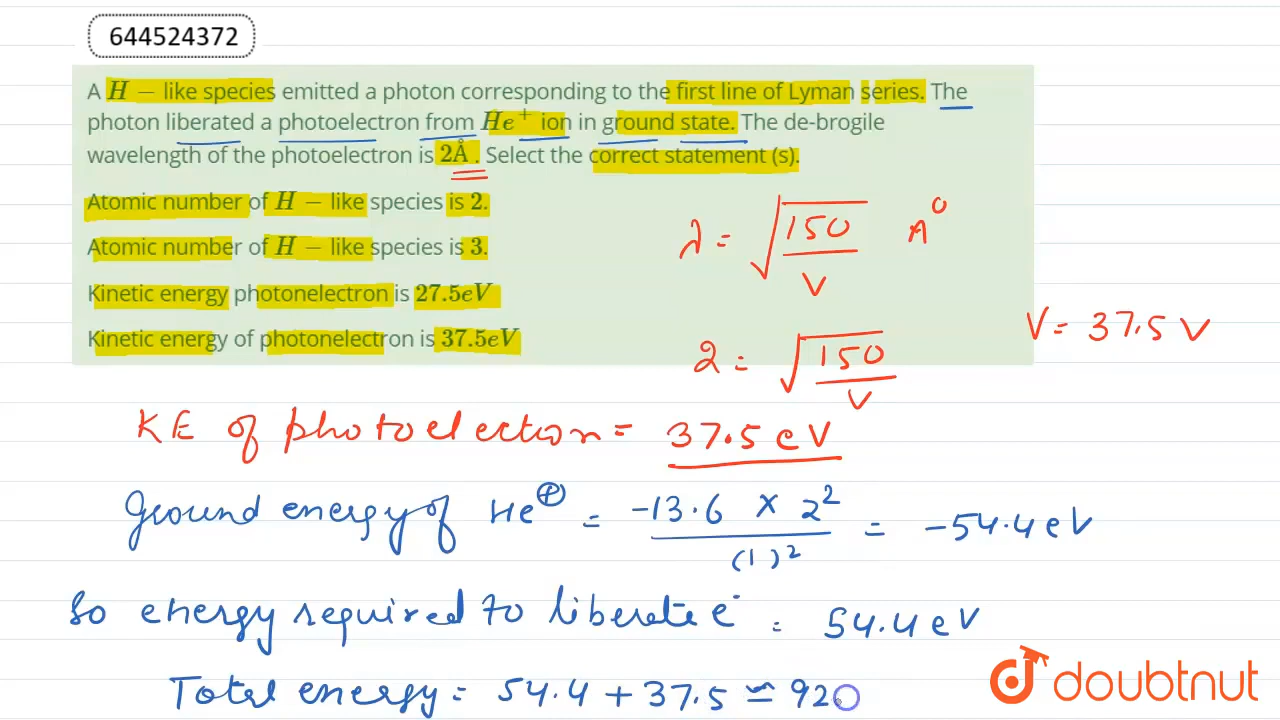 644524372
A H – like species emitted a photon corresponding to the first line of Lyman series. The
photon liberated a photoelectron from He⁺ ion in ground state. The de-brogile
wavelength of the photoelectron is 2Å. Select the correct statement (s).
Atomic number of H – like species is 2.
Atomic number of H – like species is 3.
Kinetic energy photonelectron is 27.5eV
Kinetic energy of photonelectron is 37.5eV
λ = √(150/V) A⁰
2 = √(150/V)
V = 37.5 V
KE of photoelection = 37.5 eV
Ground energy of He⊕ = -13.6 × 2²/(1)² = -54.4 eV
So energy required to liberate e⁻ = 54.4 eV
Total energy = 54.4 + 37.5 ≃ 92
doubtnut